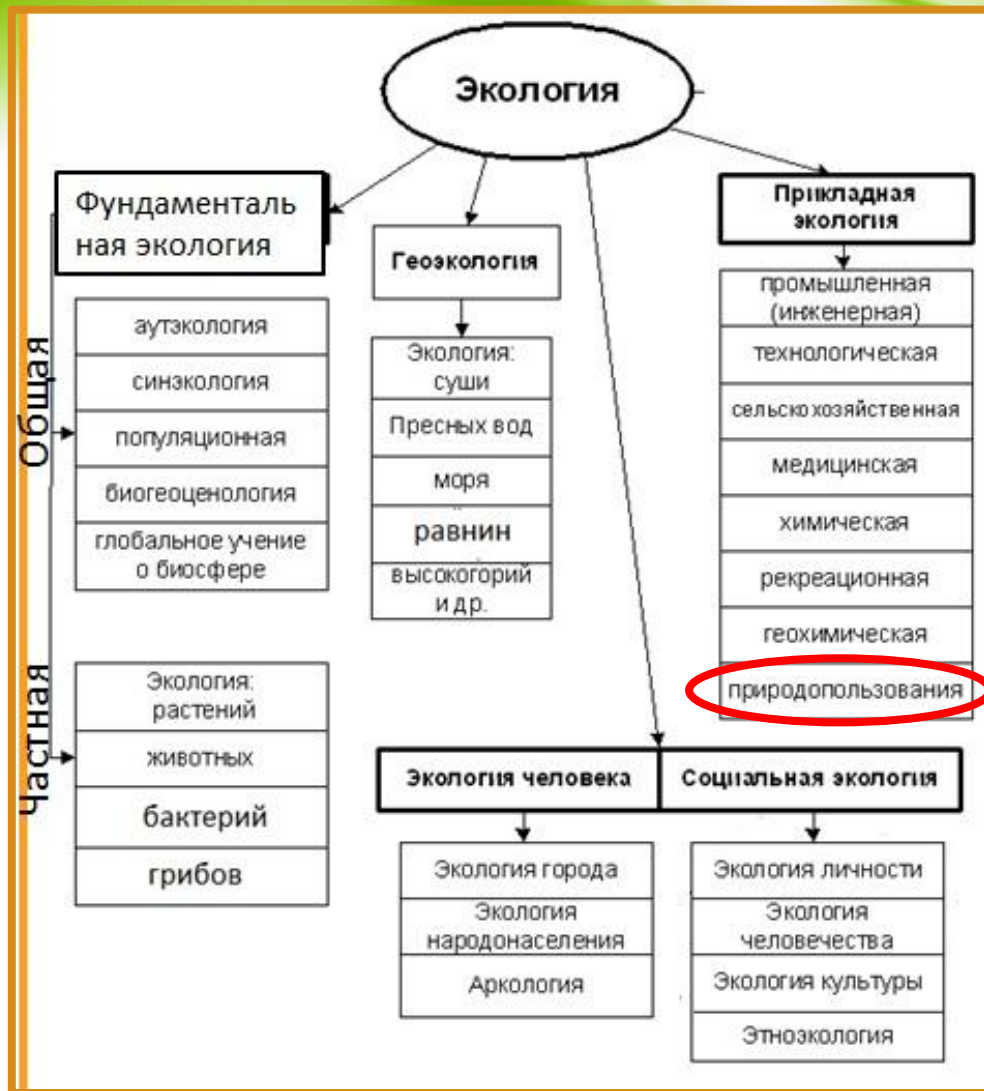 Экология
Фундаменталь
ная экология
Общая
аутэкология
синэкология
популяционная
биогеоценология
глобальное учение
о биосфере
Частная
Экология:
растений
животных
бактерий
грибов
Геоэкология
Экология:
суши
Пресных вод
моря
равнин
высокогорий
и др.
Прикладная
экология
промышленная
(инженерная)
технологическая
сельскохозяйственная
медицинская
химическая
рекреационная
геохимическая
природопользования
Экология человека
Экология города
Экология
народонаселения
Аркология
Социальная экология
Экология личности
Экология
человечества
Экология культуры
Этноэкология